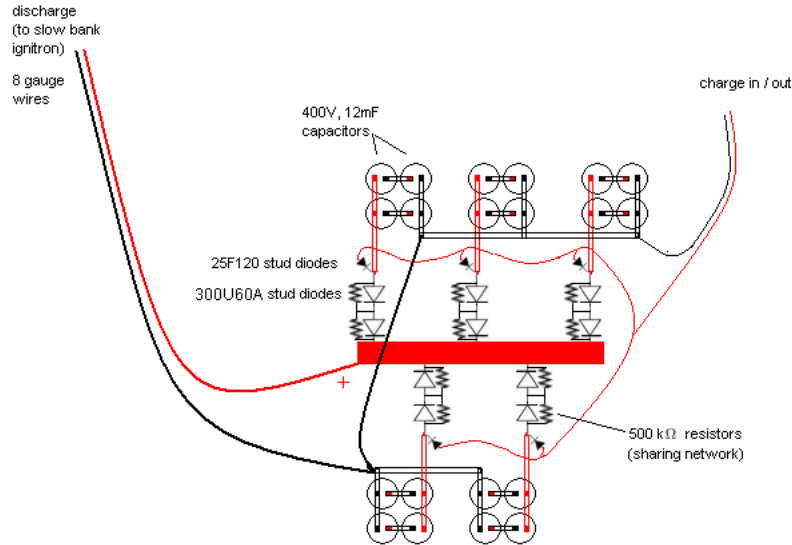 discharge
(to slow bank
ignitron)
8 gauge
wires
400V, 12mF
capacitors
charge in / out
25F120 stud diodes
300U60A stud diodes
+
500 kΩ resistors
(sharing network)